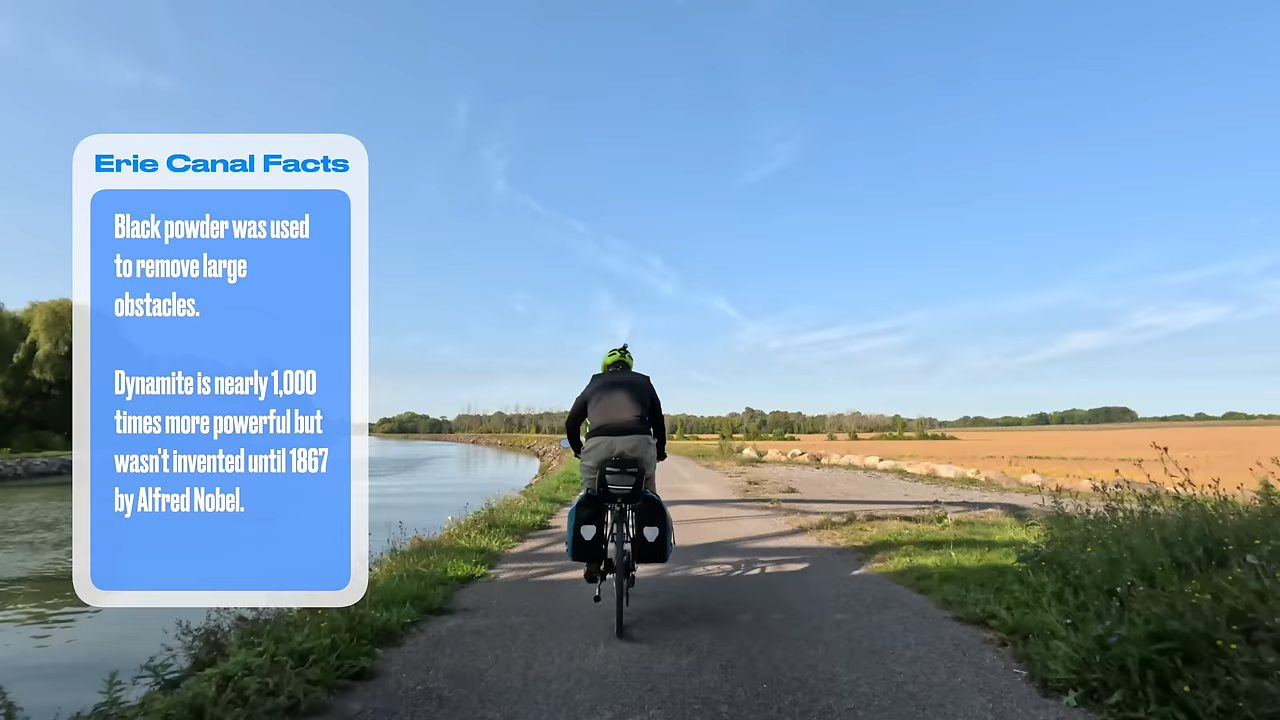 Erie Canal Facts
Black powder was used
to remove large
obstacles.
Dynamite is nearly 1,000
times more powerful but
wasn't invented until 1867
by Alfred Nobel.